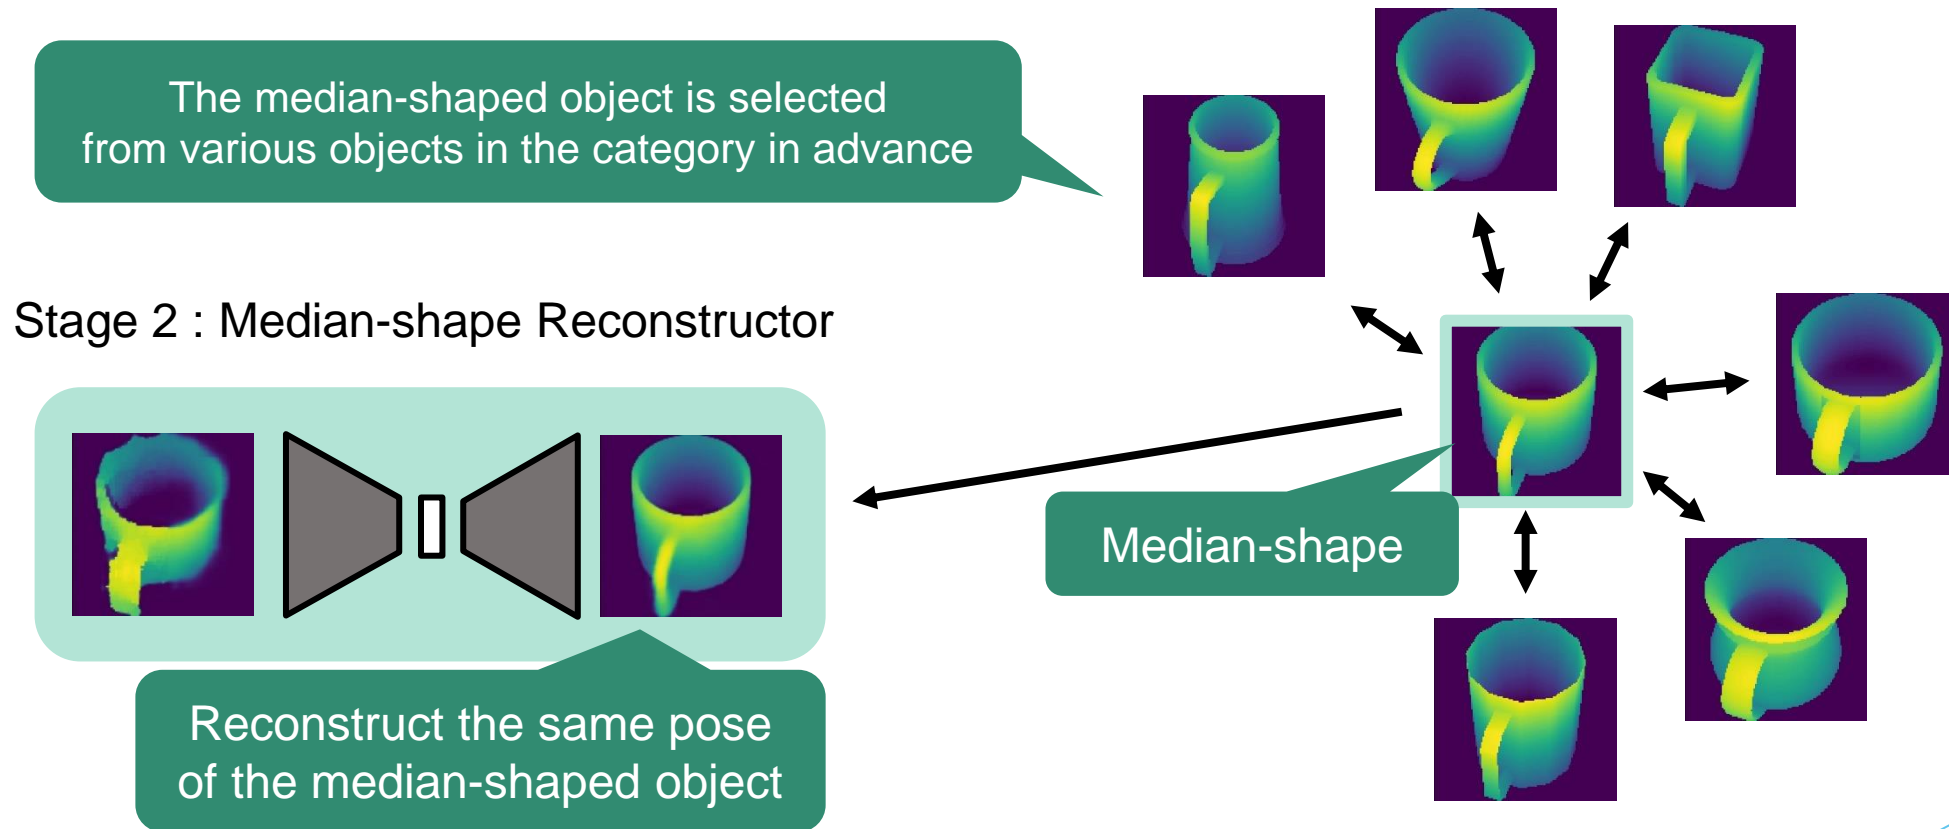 The median-shaped object is selected
from various objects in the category in advance
Stage 2 : Median-shape Reconstructor
Median-shape
Reconstruct the same pose
of the median-shaped object